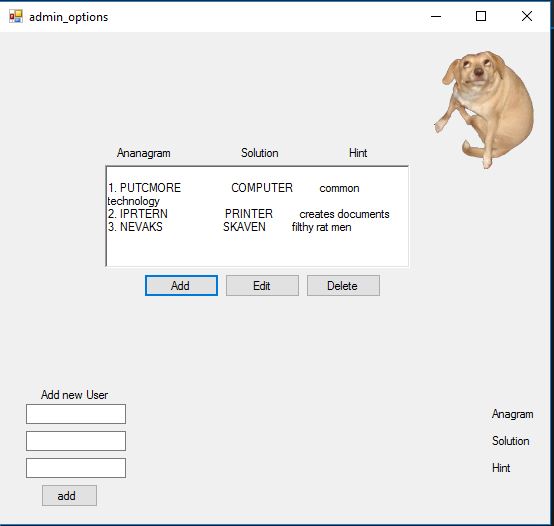 admin_options
Ananagram Solution Hint
1. PUTCMORE COMPUTER common
technology
2. IPRTERN PRINTER creates documents
3. NEVAKS SKAVEN filthy rat men
Add Edit Delete
Add new User
Anagram
Solution
Hint
add